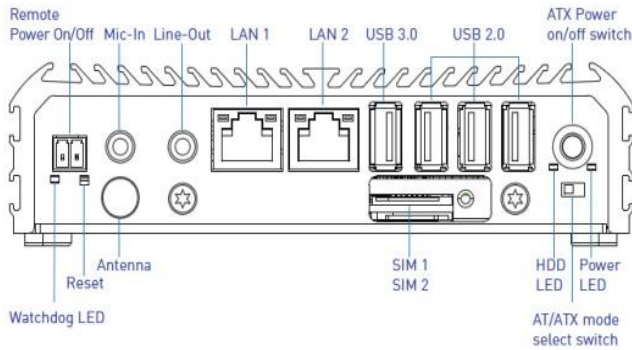 Remote
Power On/Off
Mic-In
Line-Out
LAN 1
LAN 2
USB 3.0
USB 2.0
ATX Power
on/off switch
Antenna
Reset
Watchdog LED
SIM 1
SIM 2
HDD
LED
Power
LED
AT/ATX mode
select switch